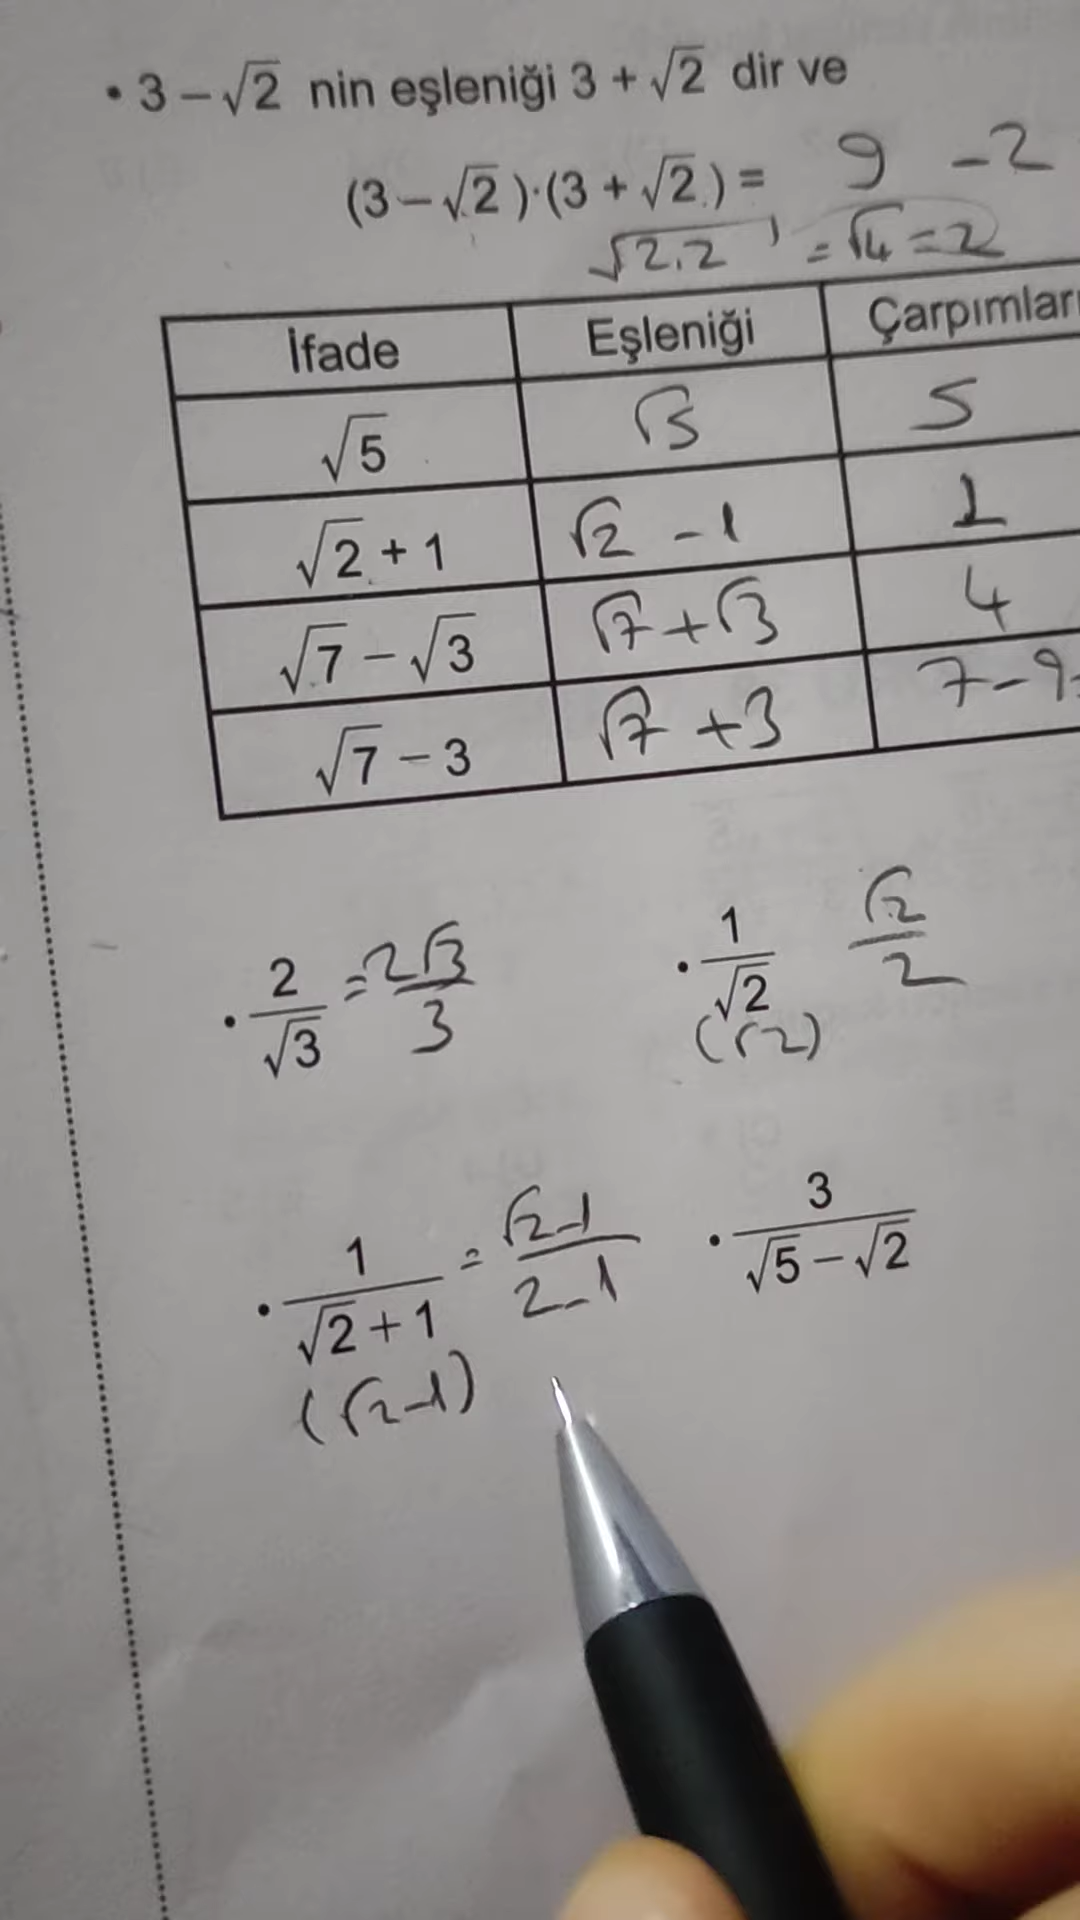 • 3 – √2 nin eşleniği 3 + √2 dir ve
(3 – √2)·(3 + √2) = 9 - 2
√2.2 = √4 = 2
İfade Eşleniği Çarpımları
√5 √5 5
√2 + 1 √2 - 1 1
√7 – √3 √7 + √3 4
√7 – 3 √7 + 3 7 - 9
• 2/√3 = 2√3/3 • 1/√2 √2/2
(√2)
• 1/(√2 + 1) = (√2-1)/(2-1) • 3/(√5 – √2)
(√2-1)